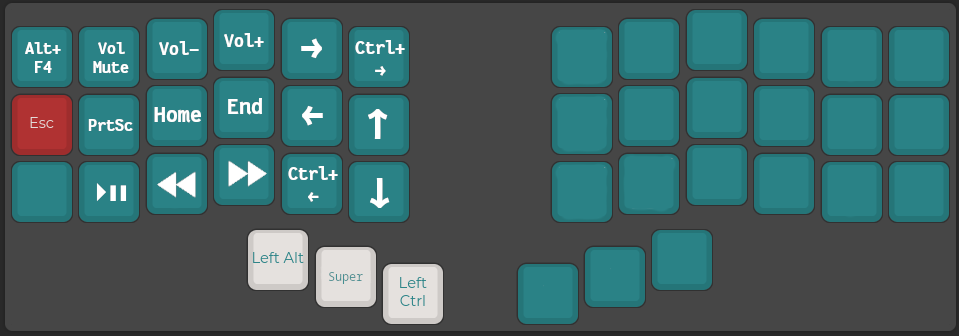 Alt+
F4
Vol
Mute
Vol-
Vol+
→
Ctrl+
→
Esc
PrtSc
Home
End
←
↑
Ctrl+
←
↓
Left Alt
Super
Left
Ctrl